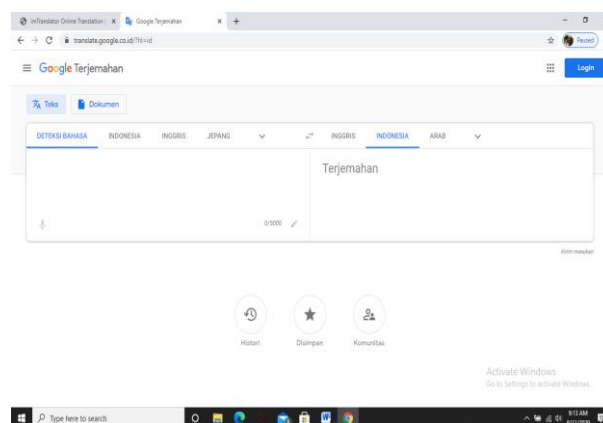 ImTranslator Online Translation |
Google Terjemahan
translate.google.co.id/?hl=id
Paused
Google Terjemahan
Login
Teks
Dokumen
DETEKSI BAHASA INDONESIA INGGRIS JEPANG INGGRIS INDONESIA ARAB
Terjemahan
0/5000
Kirim masukan
Histori Disimpan Komunitas
Activate Windows
Go to Settings to activate Windows.
Type here to search
9:13 AM